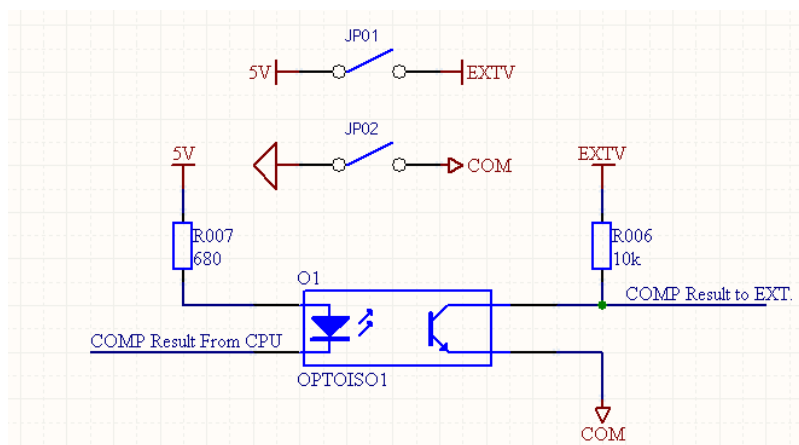 JP01
5V EXTV
JP02
COM
5V EXTV
R007 R006
680 10k
O1
COMP Result to EXT.
COMP Result From CPU
OPTOISO1
COM